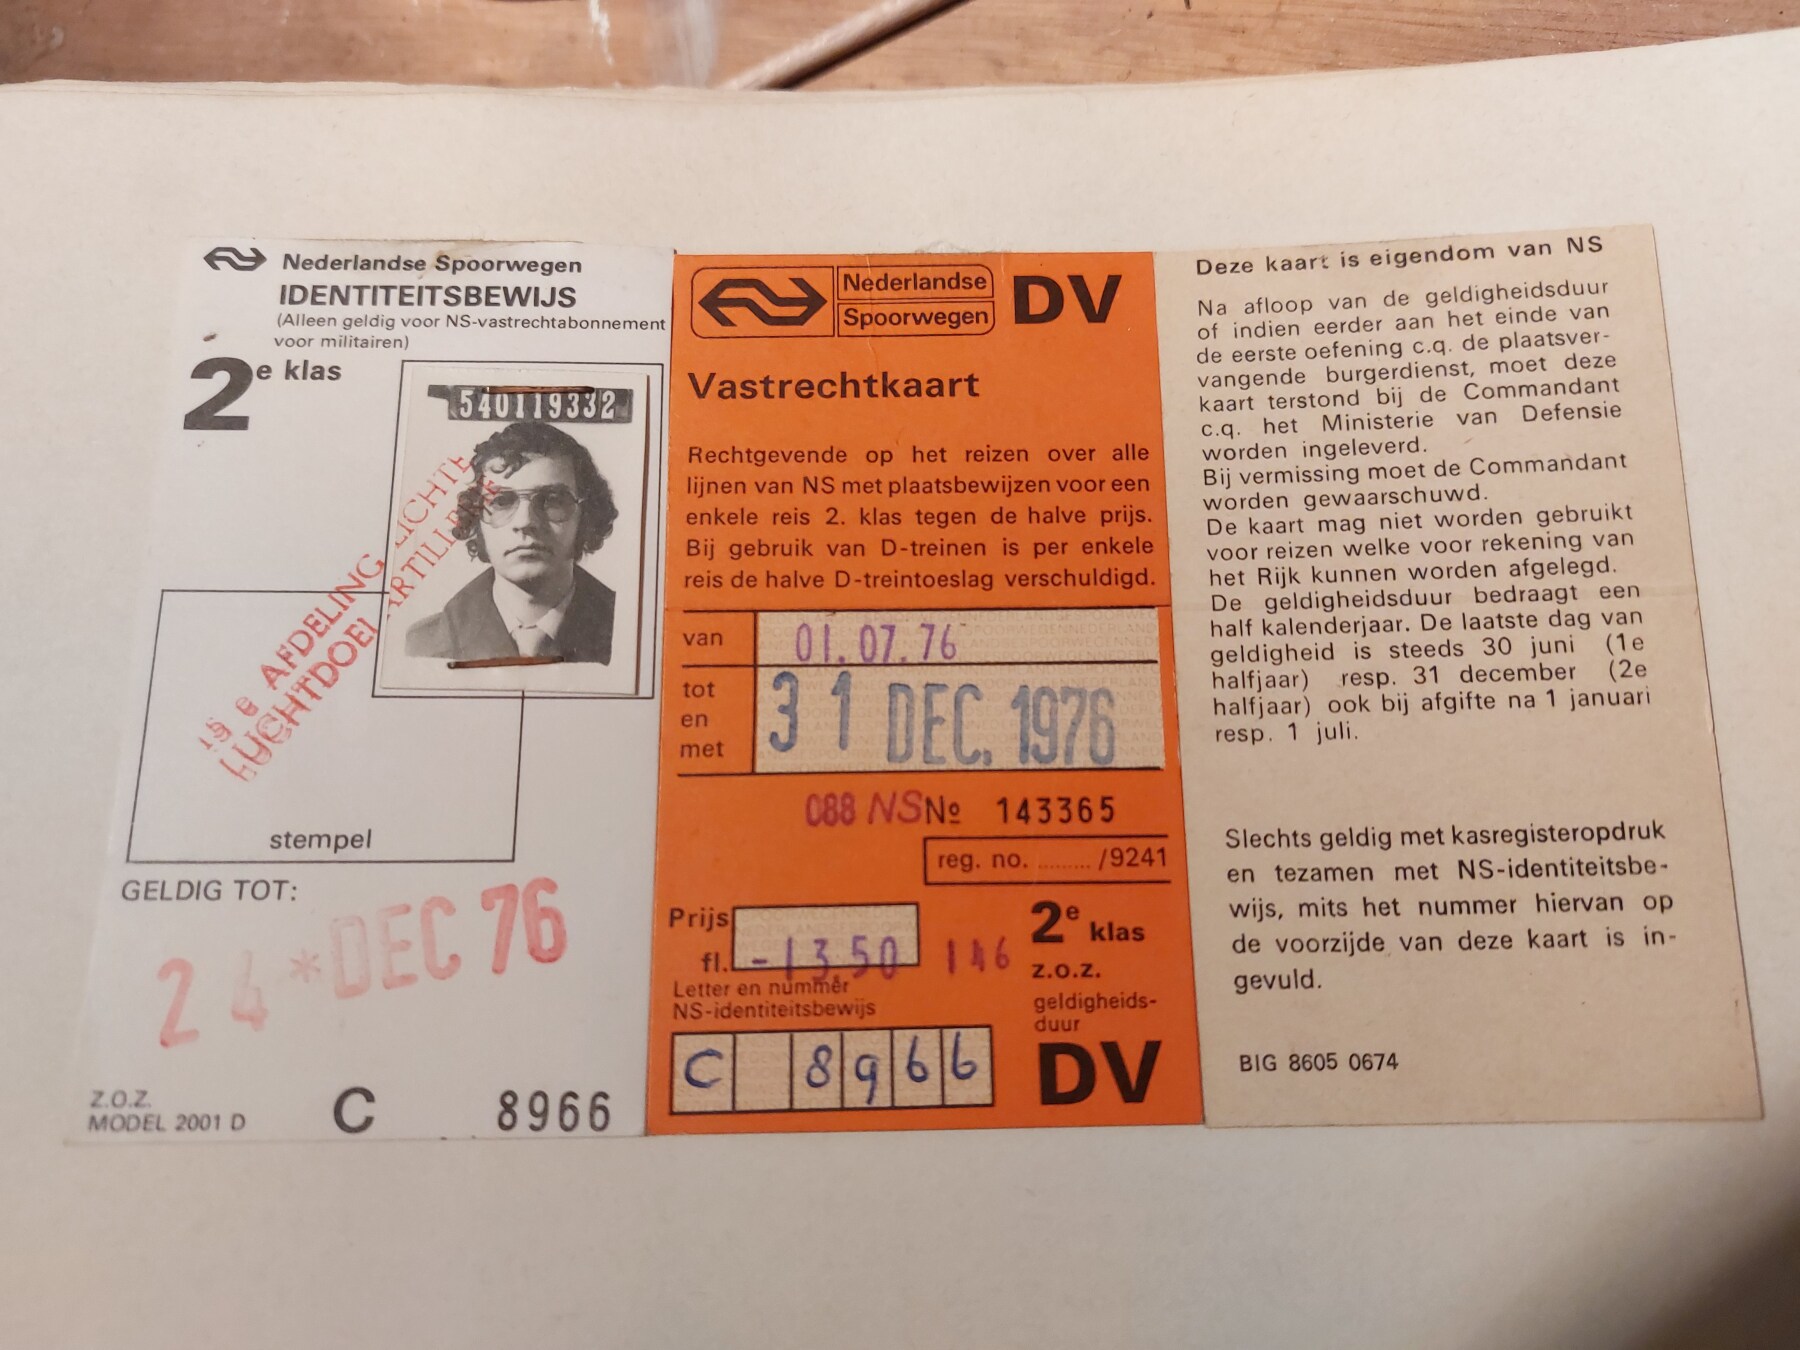 Nederlandse Spoorwegen
IDENTITEITSBEWIJS
(Alleen geldig voor NS-vastrechtabonnement
voor militairen)
2e klas
540119332
AFDELING LICHTE
LUCHTDOELARTILLERIE
stempel
GELDIG TOT:
24*DEC 76
Z.O.Z.
MODEL 2001 D
C 8966
Nederlandse
Spoorwegen
DV
Vastrechtkaart
Rechtgevende op het reizen over alle
lijnen van NS met plaatsbewijzen voor een
enkele reis 2. klas tegen de halve prijs.
Bij gebruik van D-treinen is per enkele
reis de halve D-treintoeslag verschuldigd.
van 01.07.76
tot
en
met
31 DEC. 1976
088 NS № 143365
reg. no. ......... /9241
Prijs
fl. -13.50 146
2e klas
z.o.z.
Letter en nummer
NS-identiteitsbewijs
geldigheids-
duur
C 8966
DV
Deze kaart is eigendom van NS
Na afloop van de geldigheidsduur
of indien eerder aan het einde van
de eerste oefening c.q. de plaatsver-
vangende burgerdienst, moet deze
kaart terstond bij de Commandant
c.q. het Ministerie van Defensie
worden ingeleverd.
Bij vermissing moet de Commandant
worden gewaarschuwd.
De kaart mag niet worden gebruikt
voor reizen welke voor rekening van
het Rijk kunnen worden afgelegd.
De geldigheidsduur bedraagt een
half kalenderjaar. De laatste dag van
geldigheid is steeds 30 juni (1e
halfjaar) resp. 31 december (2e
halfjaar) ook bij afgifte na 1 januari
resp. 1 juli.
Slechts geldig met kasregisteropdruk
en tezamen met NS-identiteitsbe-
wijs, mits het nummer hiervan op
de voorzijde van deze kaart is in-
gevuld.
BIG 8605 0674